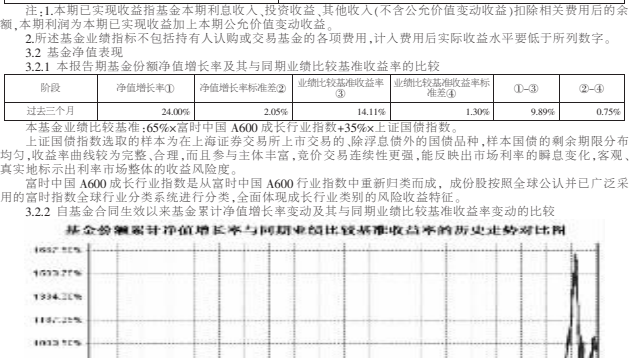 注:1.本期已实现收益指基金本期利息收入、投资收益、其他收入(不含公允价值变动收益)扣除相关费用后的余
额,本期利润为本期已实现收益加上本期公允价值变动收益。
2.所述基金业绩指标不包括持有人认购或交易基金的各项费用,计入费用后实际收益水平要低于所列数字。
3.2 基金净值表现
3.2.1 本报告期基金份额净值增长率及其与同期业绩比较基准收益率的比较
阶段 净值增长率① 净值增长率标准差② 业绩比较基准收益率③ 业绩比较基准收益率标准差④ ①-③ ②-④
过去三个月 24.00% 2.05% 14.11% 1.30% 9.89% 0.75%
本基金业绩比较基准:65%×富时中国 A600 成长行业指数+35%×上证国债指数。
上证国债指数选取的样本为在上海证券交易所上市交易的、除浮息债外的国债品种,样本国债的剩余期限分布
均匀,收益率曲线较为完整、合理,而且参与主体丰富,竞价交易连续性更强,能反映出市场利率的瞬息变化,客观、
真实地标示出利率市场整体的收益风险度。
富时中国 A600 成长行业指数是从富时中国 A600 行业指数中重新归类而成, 成份股按照全球公认并已广泛采
用的富时指数全球行业分类系统进行分类,全面体现成长行业类别的风险收益特征。
3.2.2 自基金合同生效以来基金累计净值增长率变动及其与同期业绩比较基准收益率变动的比较
基金份额累计净值增长率与同期业绩比较基准收益率的历史走势对比图